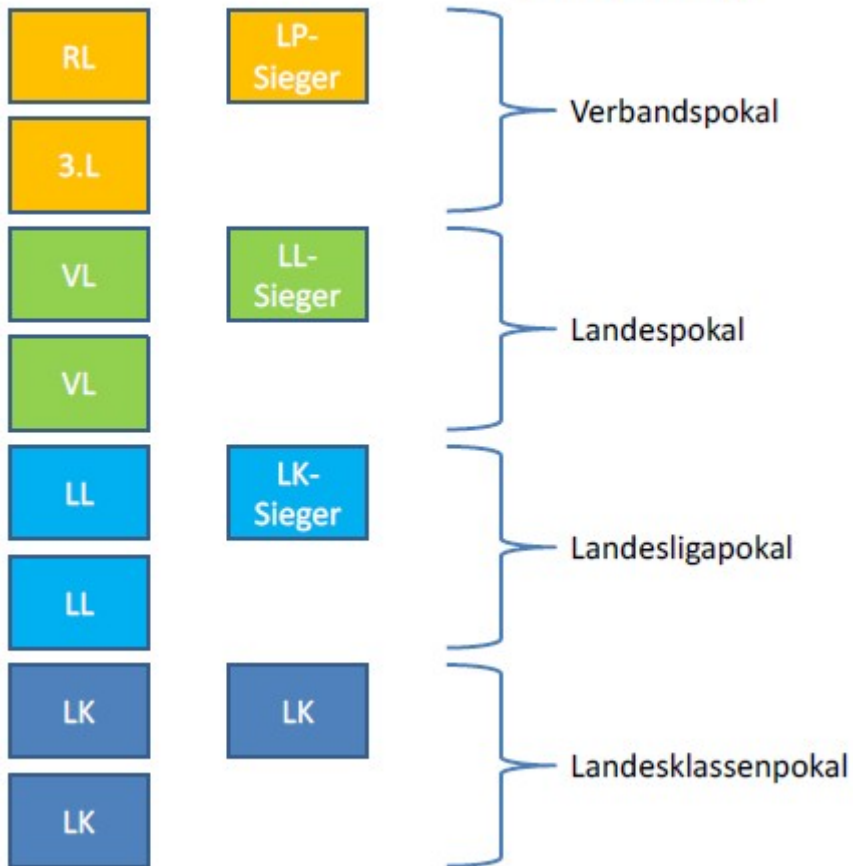 RL
LP-
Sieger
Verbandspokal
3.L
VL
LL-
Sieger
Landespokal
VL
LL
LK-
Sieger
Landesligapokal
LL
LK
LK
Landesklassenpokal
LK